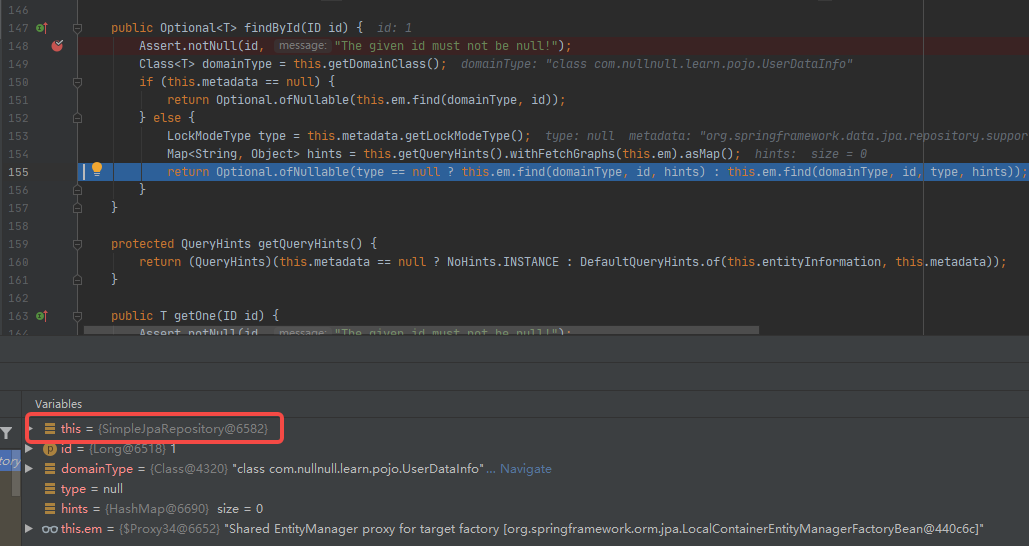 146
147 public Optional<T> findById(ID id) { id: 1
148 Assert.notNull(id, message: "The given id must not be null!");
149 Class<T> domainType = this.getDomainClass(); domainType: "class com.nullnull.learn.pojo.UserDataInfo"
150 if (this.metadata == null) {
151 return Optional.ofNullable(this.em.find(domainType, id));
152 } else {
153 LockModeType type = this.metadata.getLockModeType(); type: null metadata: "org.springframework.data.jpa.repository.suppor
154 Map<String, Object> hints = this.getQueryHints().withFetchGraphs(this.em).asMap(); hints: size = 0
155 return Optional.ofNullable(type == null ? this.em.find(domainType, id, hints) : this.em.find(domainType, id, type, hints));
156 }
157 }
158
159 protected QueryHints getQueryHints() {
160 return (QueryHints)(this.metadata == null ? NoHints.INSTANCE : DefaultQueryHints.of(this.entityInformation, this.metadata));
161 }
162
163 public T getOne(ID id) {
164 Assert.notNull(id, message: "The given id must not be null!");
Variables
this = {SimpleJpaRepository@6582}
p id = {Long@6518} 1
tory
domainType = {Class@4320} "class com.nullnull.learn.pojo.UserDataInfo"... Navigate
type = null
hints = {HashMap@6690} size = 0
this.em = {$Proxy34@6652} "Shared EntityManager proxy for target factory [org.springframework.orm.jpa.LocalContainerEntityManagerFactoryBean@440c6c]"